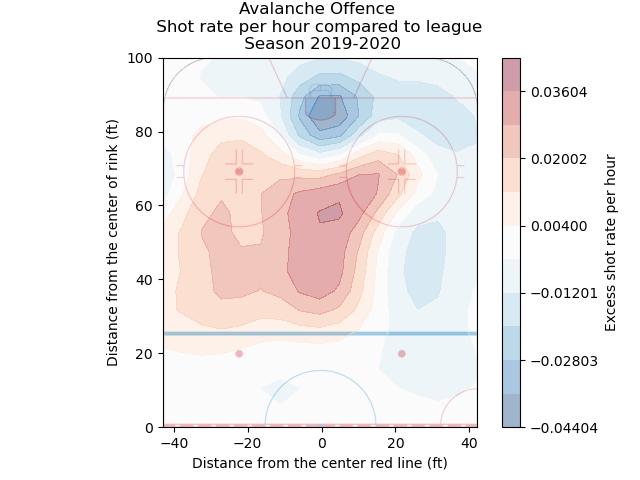 Avalanche Offence
Shot rate per hour compared to league
Season 2019-2020
100
80
60
40
20
0
−40
−20
0
20
40
Distance from the center red line (ft)
Distance from the center of rink (ft)
0.03604
0.02002
0.00400
−0.01201
−0.02803
−0.04404
Excess shot rate per hour